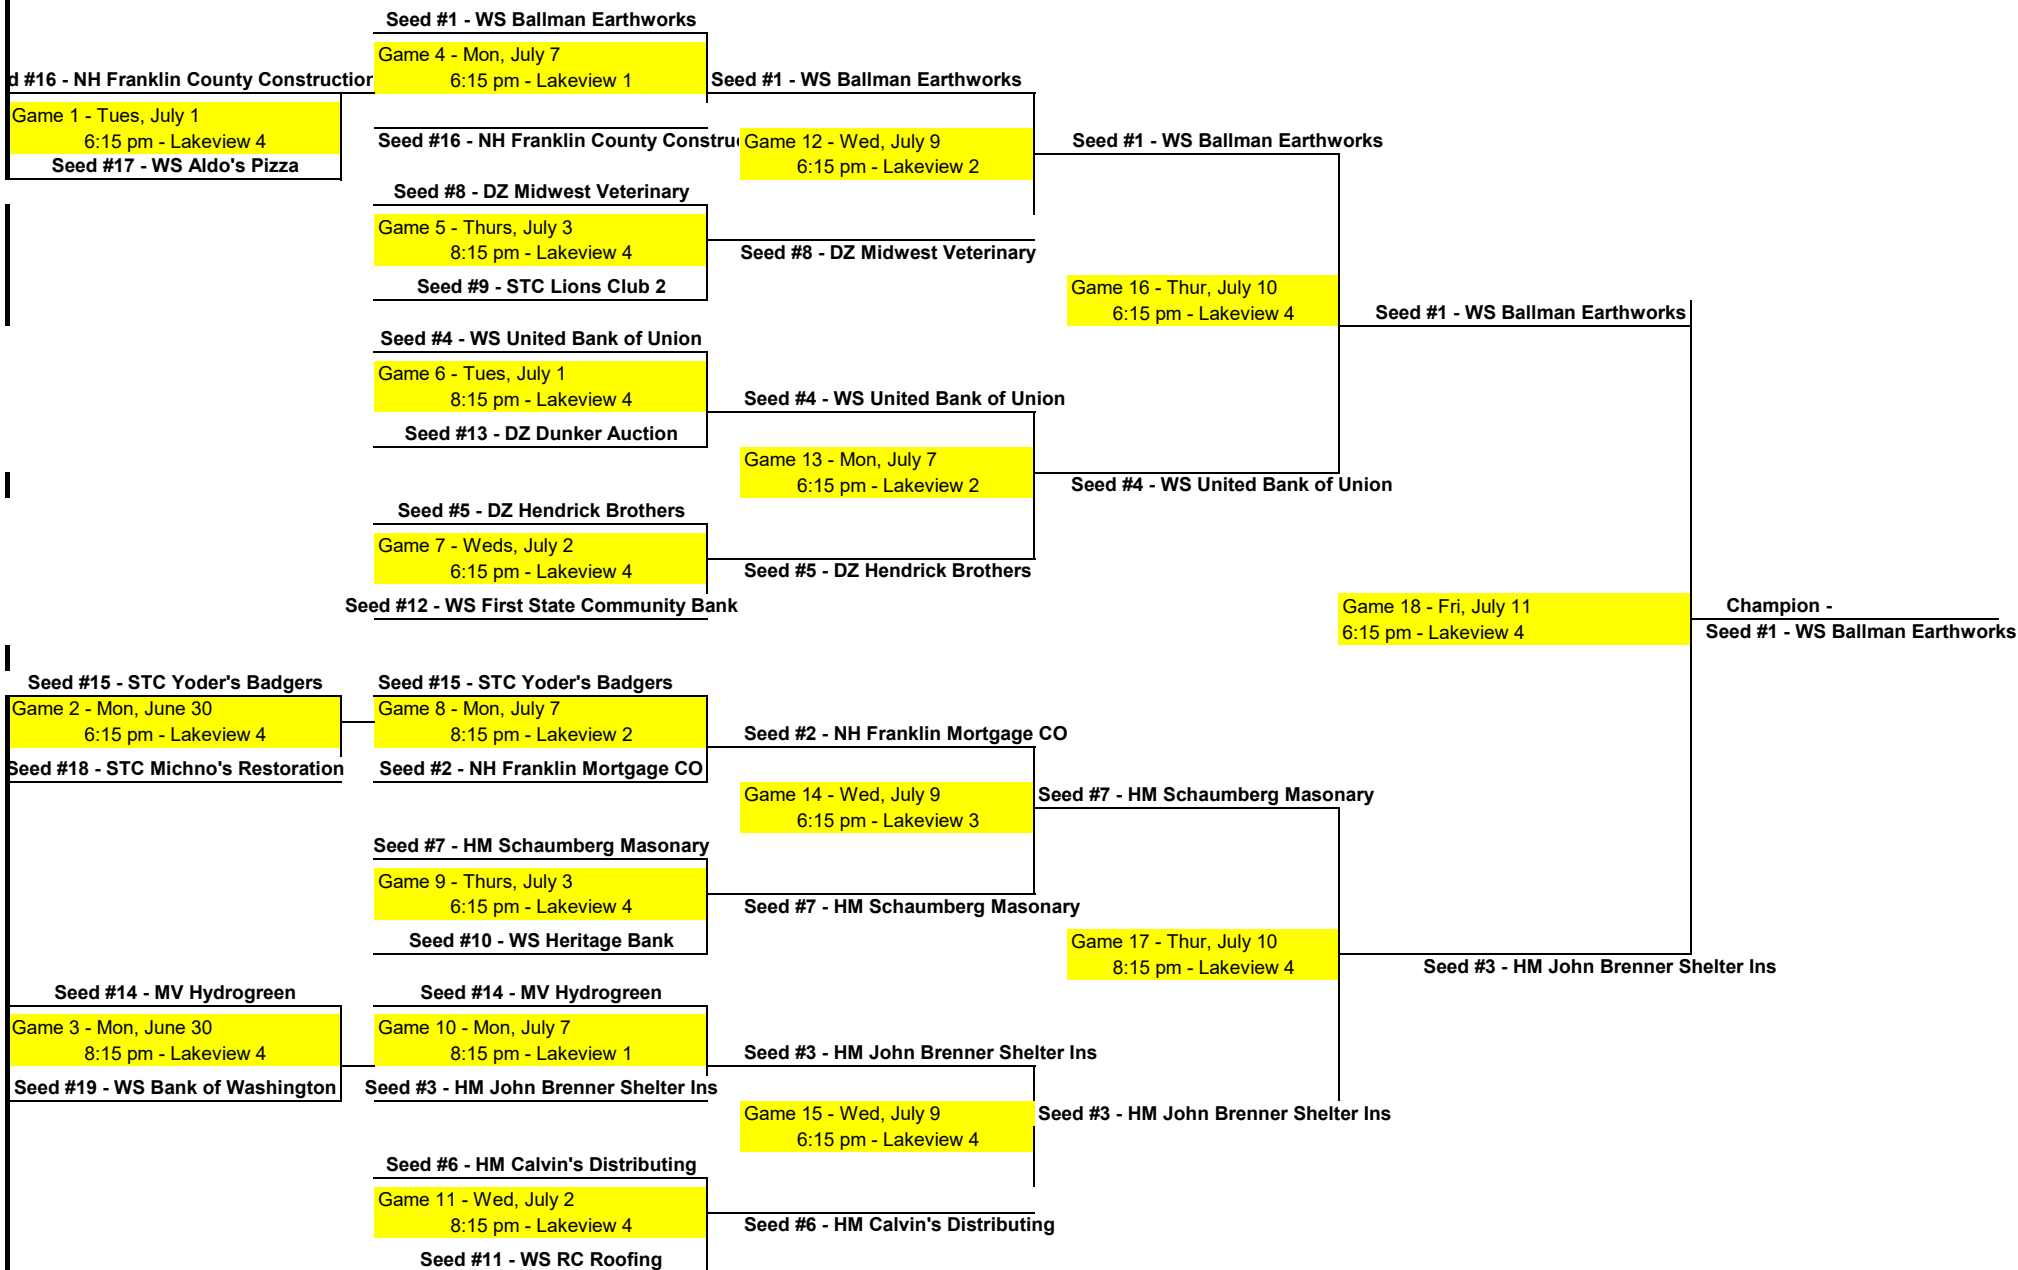 Seed #1 - WS Ballman Earthworks
Game 4 - Mon, July 7
6:15 pm - Lakeview 1
d #16 - NH Franklin County Construction
Seed #1 - WS Ballman Earthworks
Game 1 - Tues, July 1
6:15 pm - Lakeview 4
Seed #17 - WS Aldo's Pizza
Seed #16 - NH Franklin County Constru
Game 12 - Wed, July 9
6:15 pm - Lakeview 2
Seed #1 - WS Ballman Earthworks
Seed #8 - DZ Midwest Veterinary
Game 5 - Thurs, July 3
8:15 pm - Lakeview 4
Seed #8 - DZ Midwest Veterinary
Seed #9 - STC Lions Club 2
Game 16 - Thur, July 10
6:15 pm - Lakeview 4
Seed #1 - WS Ballman Earthworks
Seed #4 - WS United Bank of Union
Game 6 - Tues, July 1
8:15 pm - Lakeview 4
Seed #4 - WS United Bank of Union
Seed #13 - DZ Dunker Auction
Game 13 - Mon, July 7
6:15 pm - Lakeview 2
Seed #4 - WS United Bank of Union
Seed #5 - DZ Hendrick Brothers
Game 7 - Weds, July 2
6:15 pm - Lakeview 4
Seed #5 - DZ Hendrick Brothers
Seed #12 - WS First State Community Bank
Game 18 - Fri, July 11
6:15 pm - Lakeview 4
Champion -
Seed #1 - WS Ballman Earthworks
Seed #15 - STC Yoder's Badgers
Seed #15 - STC Yoder's Badgers
Game 2 - Mon, June 30
6:15 pm - Lakeview 4
Game 8 - Mon, July 7
8:15 pm - Lakeview 2
Seed #2 - NH Franklin Mortgage CO
Seed #18 - STC Michno's Restoration
Seed #2 - NH Franklin Mortgage CO
Game 14 - Wed, July 9
6:15 pm - Lakeview 3
Seed #7 - HM Schaumberg Masonary
Seed #7 - HM Schaumberg Masonary
Game 9 - Thurs, July 3
6:15 pm - Lakeview 4
Seed #7 - HM Schaumberg Masonary
Seed #10 - WS Heritage Bank
Game 17 - Thur, July 10
8:15 pm - Lakeview 4
Seed #3 - HM John Brenner Shelter Ins
Seed #14 - MV Hydrogreen
Seed #14 - MV Hydrogreen
Game 3 - Mon, June 30
8:15 pm - Lakeview 4
Game 10 - Mon, July 7
8:15 pm - Lakeview 1
Seed #3 - HM John Brenner Shelter Ins
Seed #19 - WS Bank of Washington
Seed #3 - HM John Brenner Shelter Ins
Game 15 - Wed, July 9
6:15 pm - Lakeview 4
Seed #3 - HM John Brenner Shelter Ins
Seed #6 - HM Calvin's Distributing
Game 11 - Wed, July 2
8:15 pm - Lakeview 4
Seed #6 - HM Calvin's Distributing
Seed #11 - WS RC Roofing